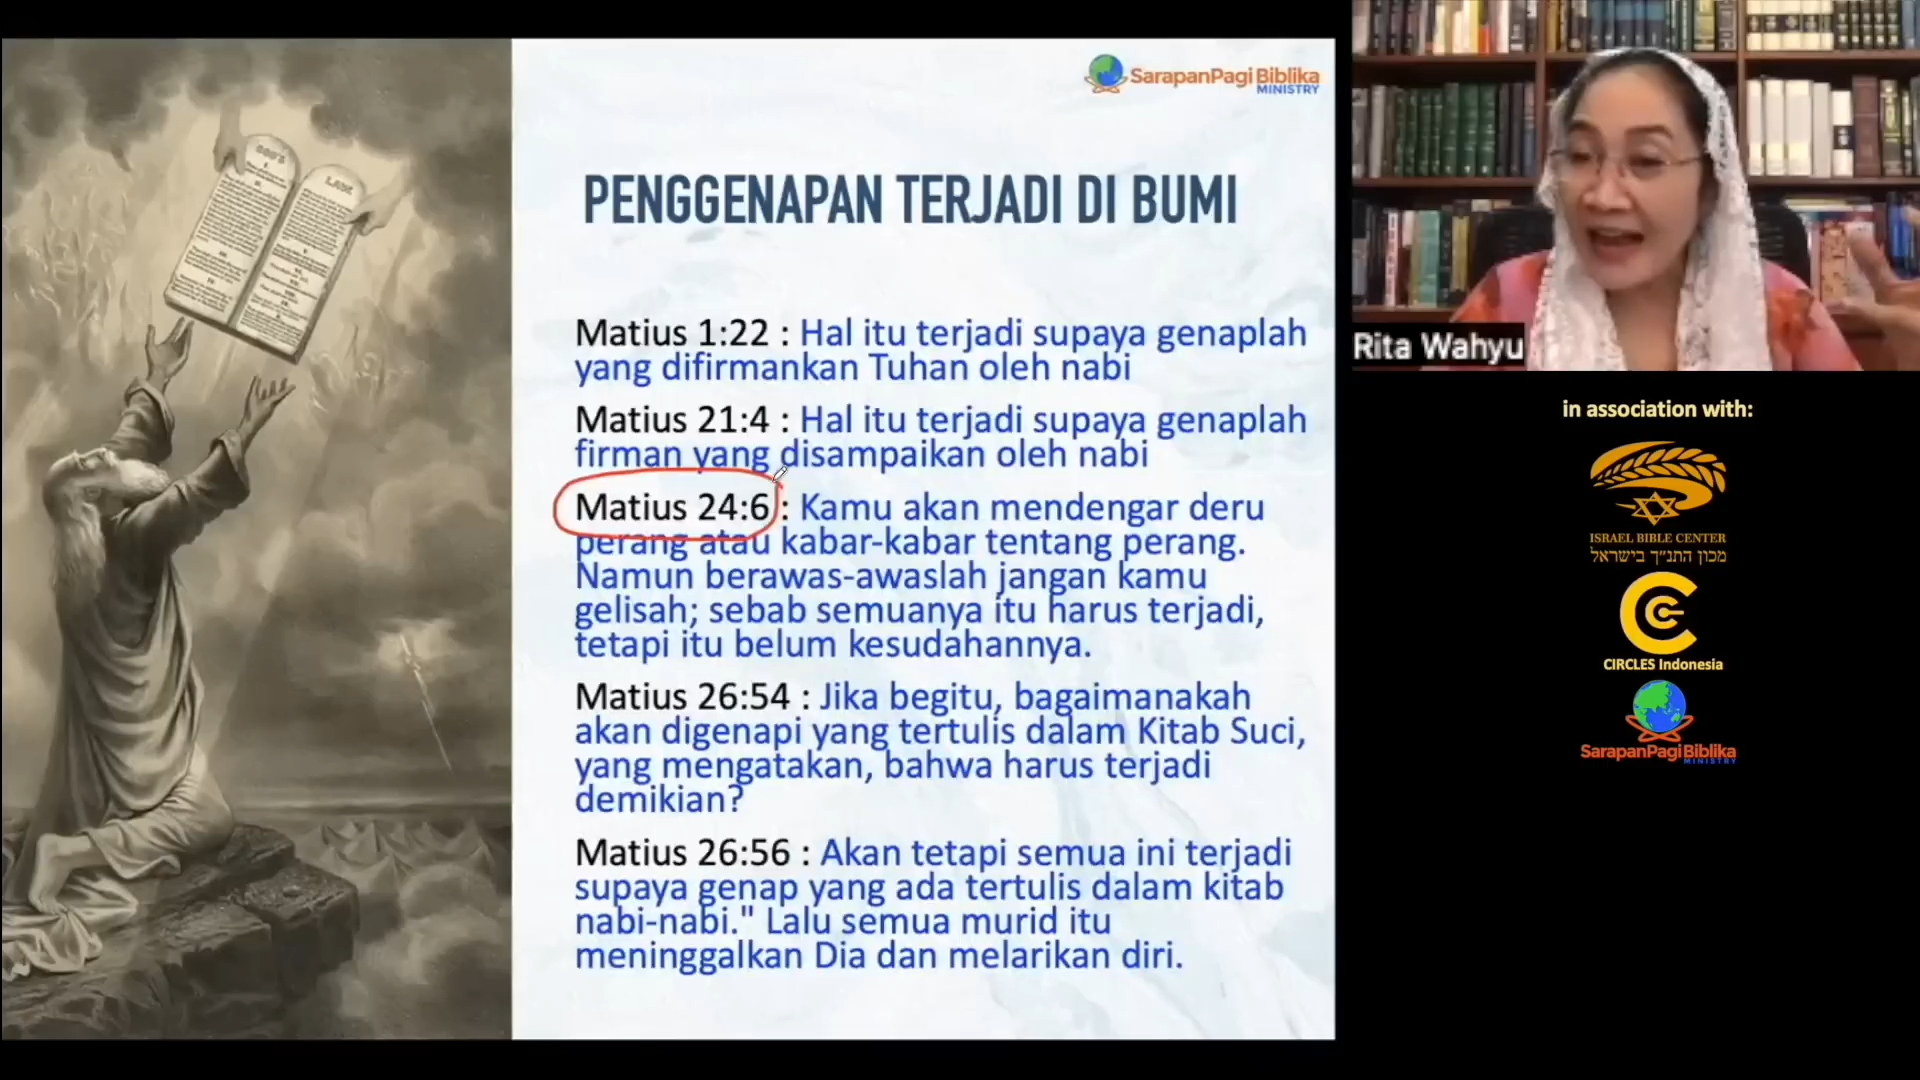 SarapanPagi Biblika
MINISTRY
PENGGENAPAN TERJADI DI BUMI
Matius 1:22 : Hal itu terjadi supaya genaplah
yang difirmankan Tuhan oleh nabi
Matius 21:4 : Hal itu terjadi supaya genaplah
firman yang disampaikan oleh nabi
Matius 24:6 : Kamu akan mendengar deru
perang atau kabar-kabar tentang perang.
Namun berawas-awaslah jangan kamu
gelisah; sebab semuanya itu harus terjadi,
tetapi itu belum kesudahannya.
Matius 26:54 : Jika begitu, bagaimanakah
akan digenapi yang tertulis dalam Kitab Suci,
yang mengatakan, bahwa harus terjadi
demikian?
Matius 26:56 : Akan tetapi semua ini terjadi
supaya genap yang ada tertulis dalam kitab
nabi-nabi." Lalu semua murid itu
meninggalkan Dia dan melarikan diri.
LAW
Rita Wahyu
in association with:
ISRAEL BIBLE CENTER
מכון התנ״ך בישראל
CIRCLES Indonesia
SarapanPagi Biblika
MINISTRY